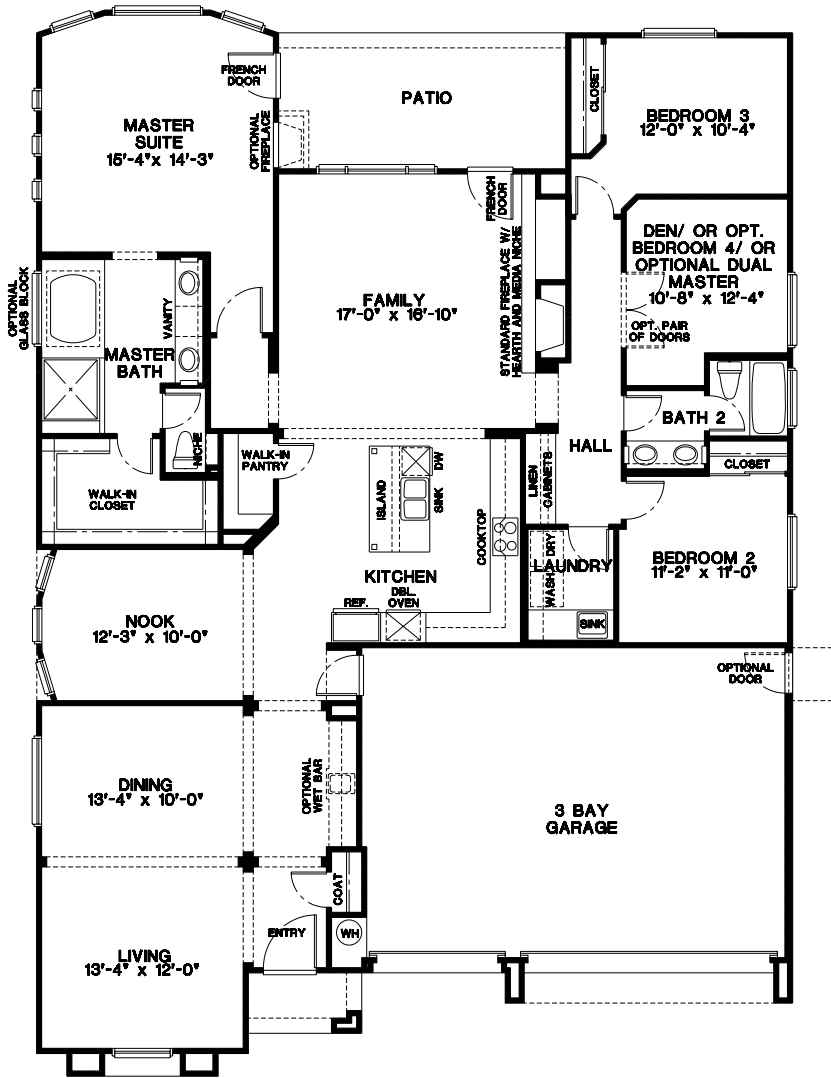 FRENCH
DOOR
PATIO
CLOSET
BEDROOM 3
12'-0" x 10'-4"
MASTER
SUITE
15'-4" x 14'-3"
OPTIONAL
FIREPLACE
FRENCH
DOOR
DEN/ OR OPT.
BEDROOM 4/ OR
OPTIONAL DUAL
MASTER
10'-8" x 12'-4"
OPT. PAIR
OF DOORS
OPTIONAL
GLASS BLOCK
VANITY
FAMILY
17'-0" x 16'-10"
STANDARD FIREPLACE W/
HEARTH AND MEDIA NICHE
MASTER
BATH
NICHE
BATH 2
HALL
CLOSET
WALK-IN
PANTRY
WALK-IN
CLOSET
ISLAND
DW
SINK
LINEN
CABINETS
COOKTOP
KITCHEN
DBL.
OVEN
REF.
LAUNDRY
WASH
DRY
SINK
BEDROOM 2
11'-2" x 11'-0"
NOOK
12'-3" x 10'-0"
OPTIONAL
DOOR
DINING
13'-4" x 10'-0"
OPTIONAL
WET BAR
3 BAY
GARAGE
COAT
ENTRY
WH
LIVING
13'-4" x 12'-0"